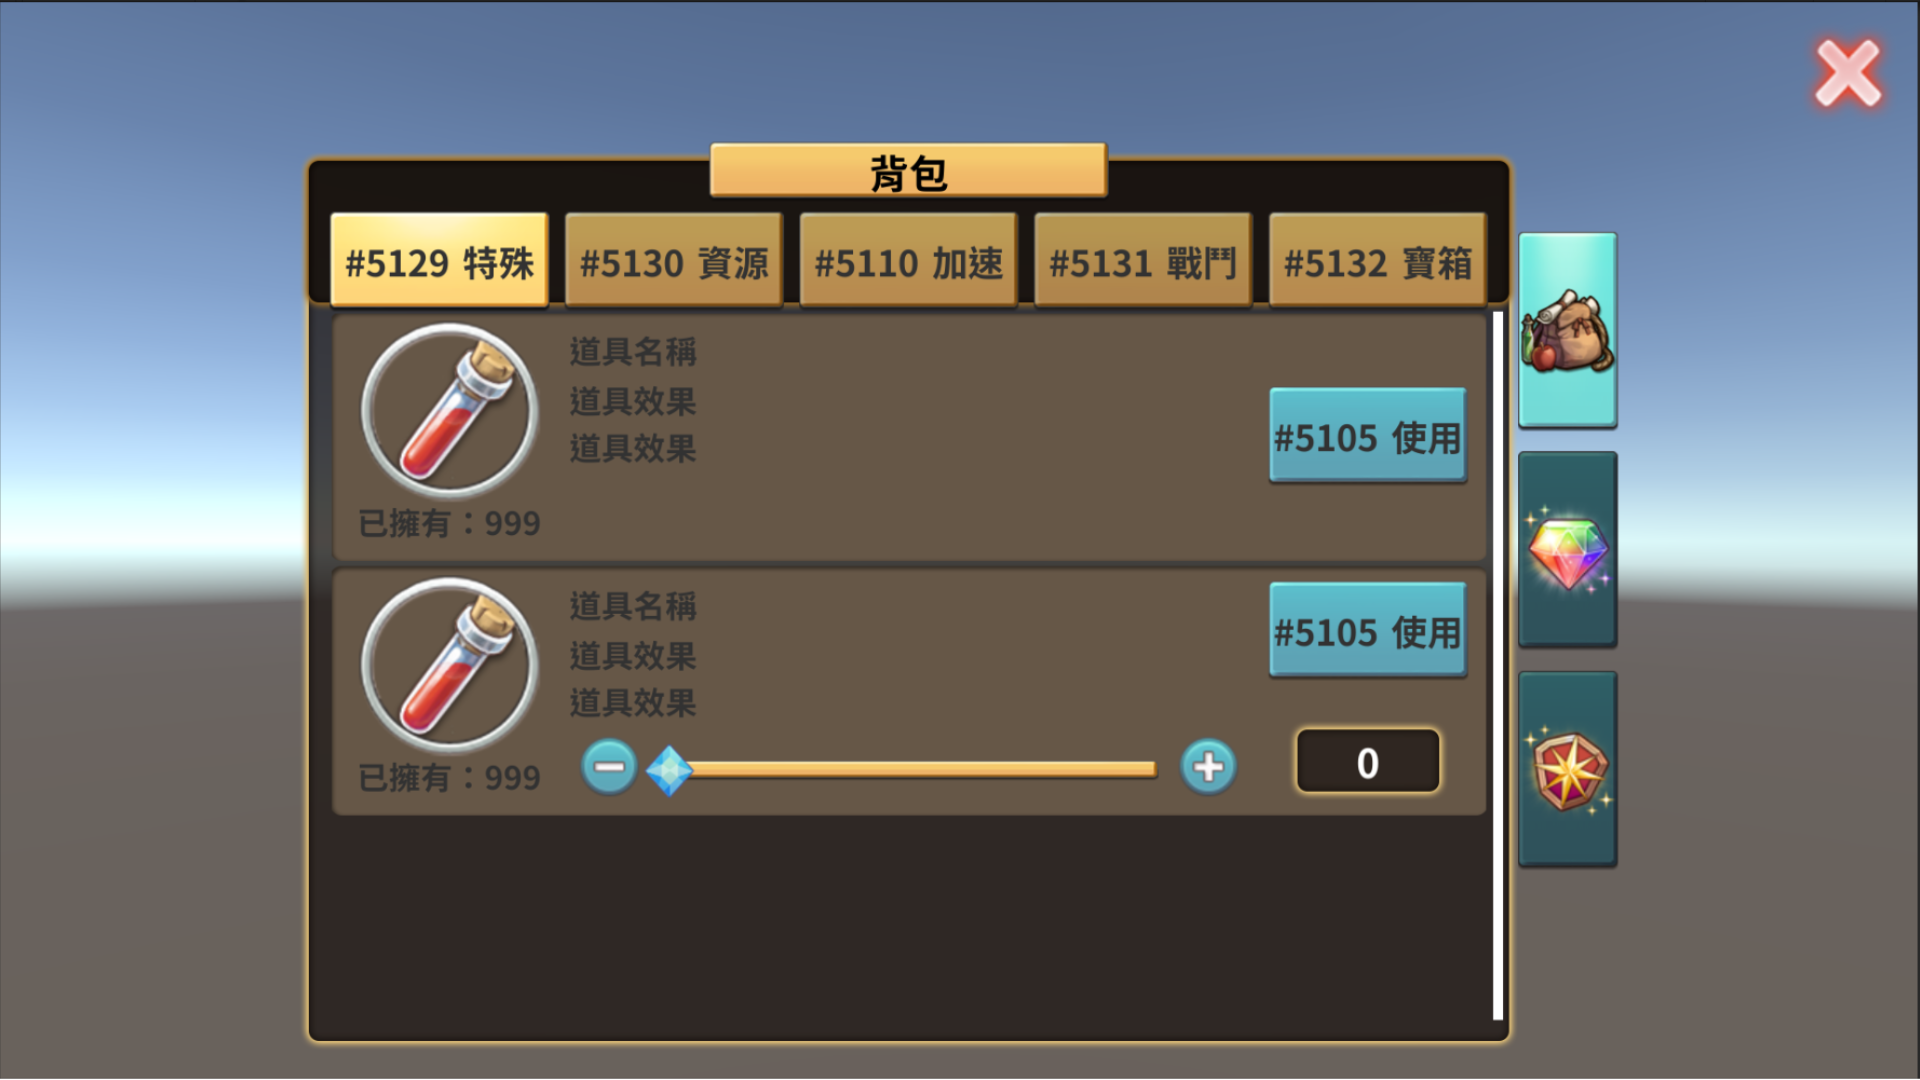 背包
#5129 特殊
#5130 資源
#5110 加速
#5131 戰鬥
#5132 寶箱
道具名稱
道具效果
道具效果
#5105 使用
已擁有：999
道具名稱
道具效果
道具效果
#5105 使用
已擁有：999
0